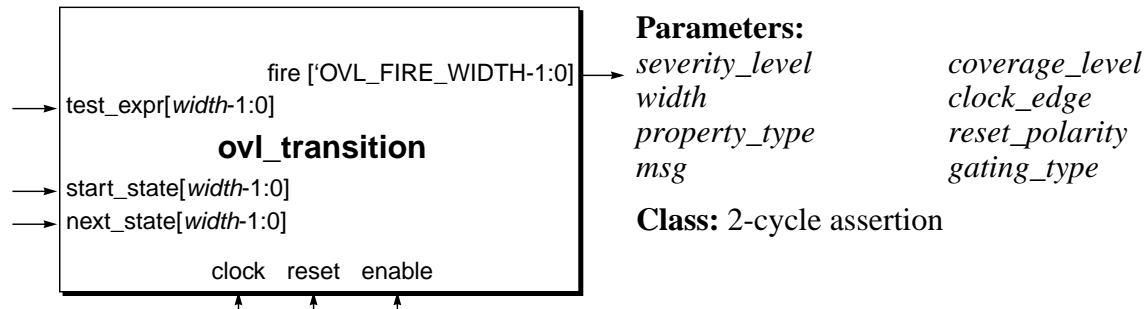 fire [‘OVL_FIRE_WIDTH-1:0]
test_expr[width-1:0]
ovl_transition
start_state[width-1:0]
next_state[width-1:0]
clock reset enable
Parameters:
severity_level coverage_level
width clock_edge
property_type reset_polarity
msg gating_type
Class: 2-cycle assertion